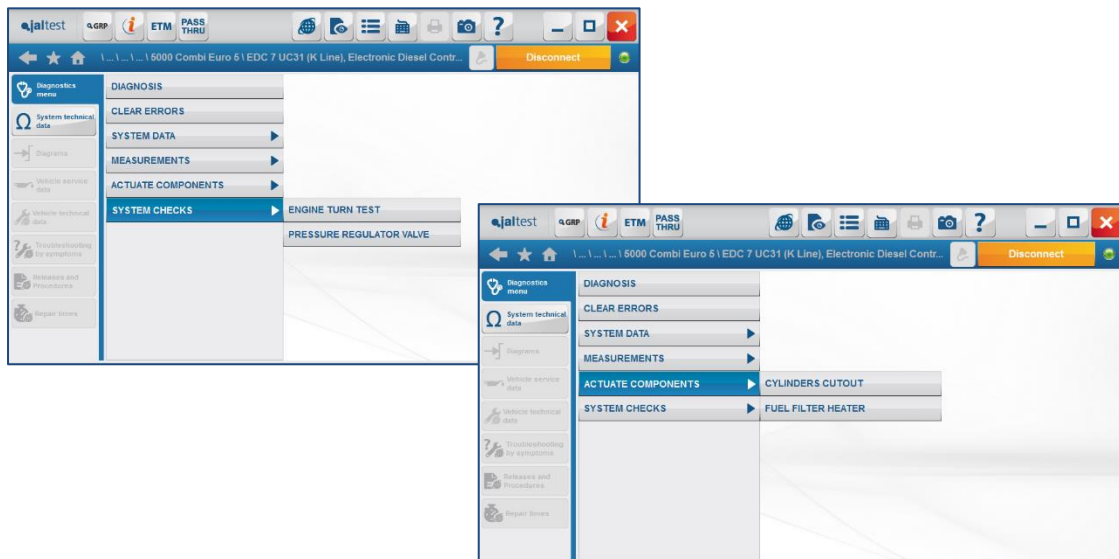 jaltest GRP i ETM PASS THRU ?
\ ... \ ... \ ... \ 5000 Combi Euro 5 \ EDC 7 UC31 (K Line), Electronic Diesel Contr... Disconnect
Diagnostics menu
System technical data
Diagrams
Vehicle service data
Vehicle technical data
Troubleshooting by symptoms
Releases and Procedures
Repair times
DIAGNOSIS
CLEAR ERRORS
SYSTEM DATA
MEASUREMENTS
ACTUATE COMPONENTS
SYSTEM CHECKS
ENGINE TURN TEST
PRESSURE REGULATOR VALVE
jaltest GRP i ETM PASS THRU ?
\ ... \ ... \ ... \ 5000 Combi Euro 5 \ EDC 7 UC31 (K Line), Electronic Diesel Contr... Disconnect
Diagnostics menu
System technical data
Diagrams
Vehicle service data
Vehicle technical data
Troubleshooting by symptoms
Releases and Procedures
Repair times
DIAGNOSIS
CLEAR ERRORS
SYSTEM DATA
MEASUREMENTS
ACTUATE COMPONENTS
SYSTEM CHECKS
CYLINDERS CUTOUT
FUEL FILTER HEATER